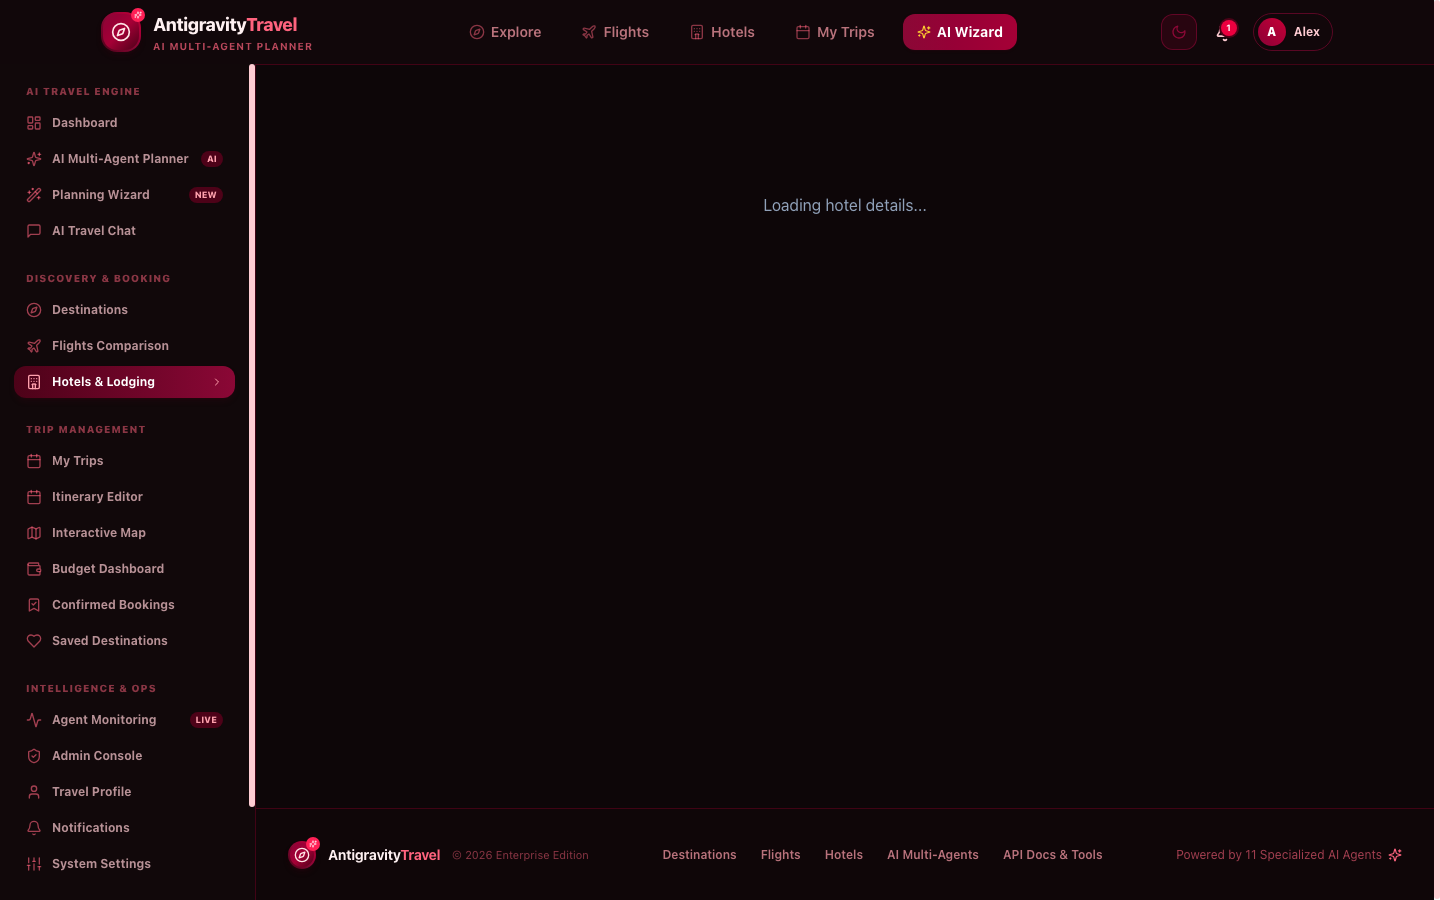 AntigravityTravel
AI MULTI-AGENT PLANNER
Explore
Flights
Hotels
My Trips
AI Wizard
1
A
Alex
AI TRAVEL ENGINE
Dashboard
AI Multi-Agent Planner AI
Planning Wizard NEW
AI Travel Chat
DISCOVERY & BOOKING
Destinations
Flights Comparison
Hotels & Lodging
TRIP MANAGEMENT
My Trips
Itinerary Editor
Interactive Map
Budget Dashboard
Confirmed Bookings
Saved Destinations
INTELLIGENCE & OPS
Agent Monitoring LIVE
Admin Console
Travel Profile
Notifications
System Settings
Loading hotel details...
AntigravityTravel © 2026 Enterprise Edition
Destinations
Flights
Hotels
AI Multi-Agents
API Docs & Tools
Powered by 11 Specialized AI Agents